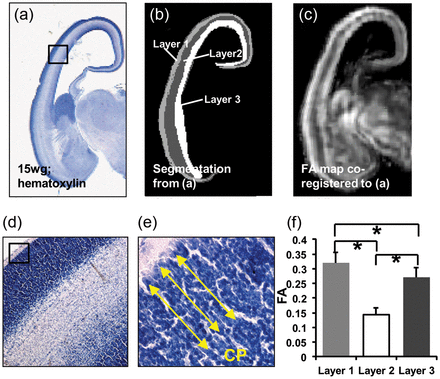 (a)
15wg;
hematoxylin
(b)
Layer 1
Layer2
Layer 3
Segmentation
from (a)
(c)
FA map co-
registered to (a)
(d)
(e)
CP
(f)
*
* *
FA
0.4
0.35
0.3
0.25
0.2
0.15
0.1
0.05
0
Layer 1 Layer 2 Layer 3